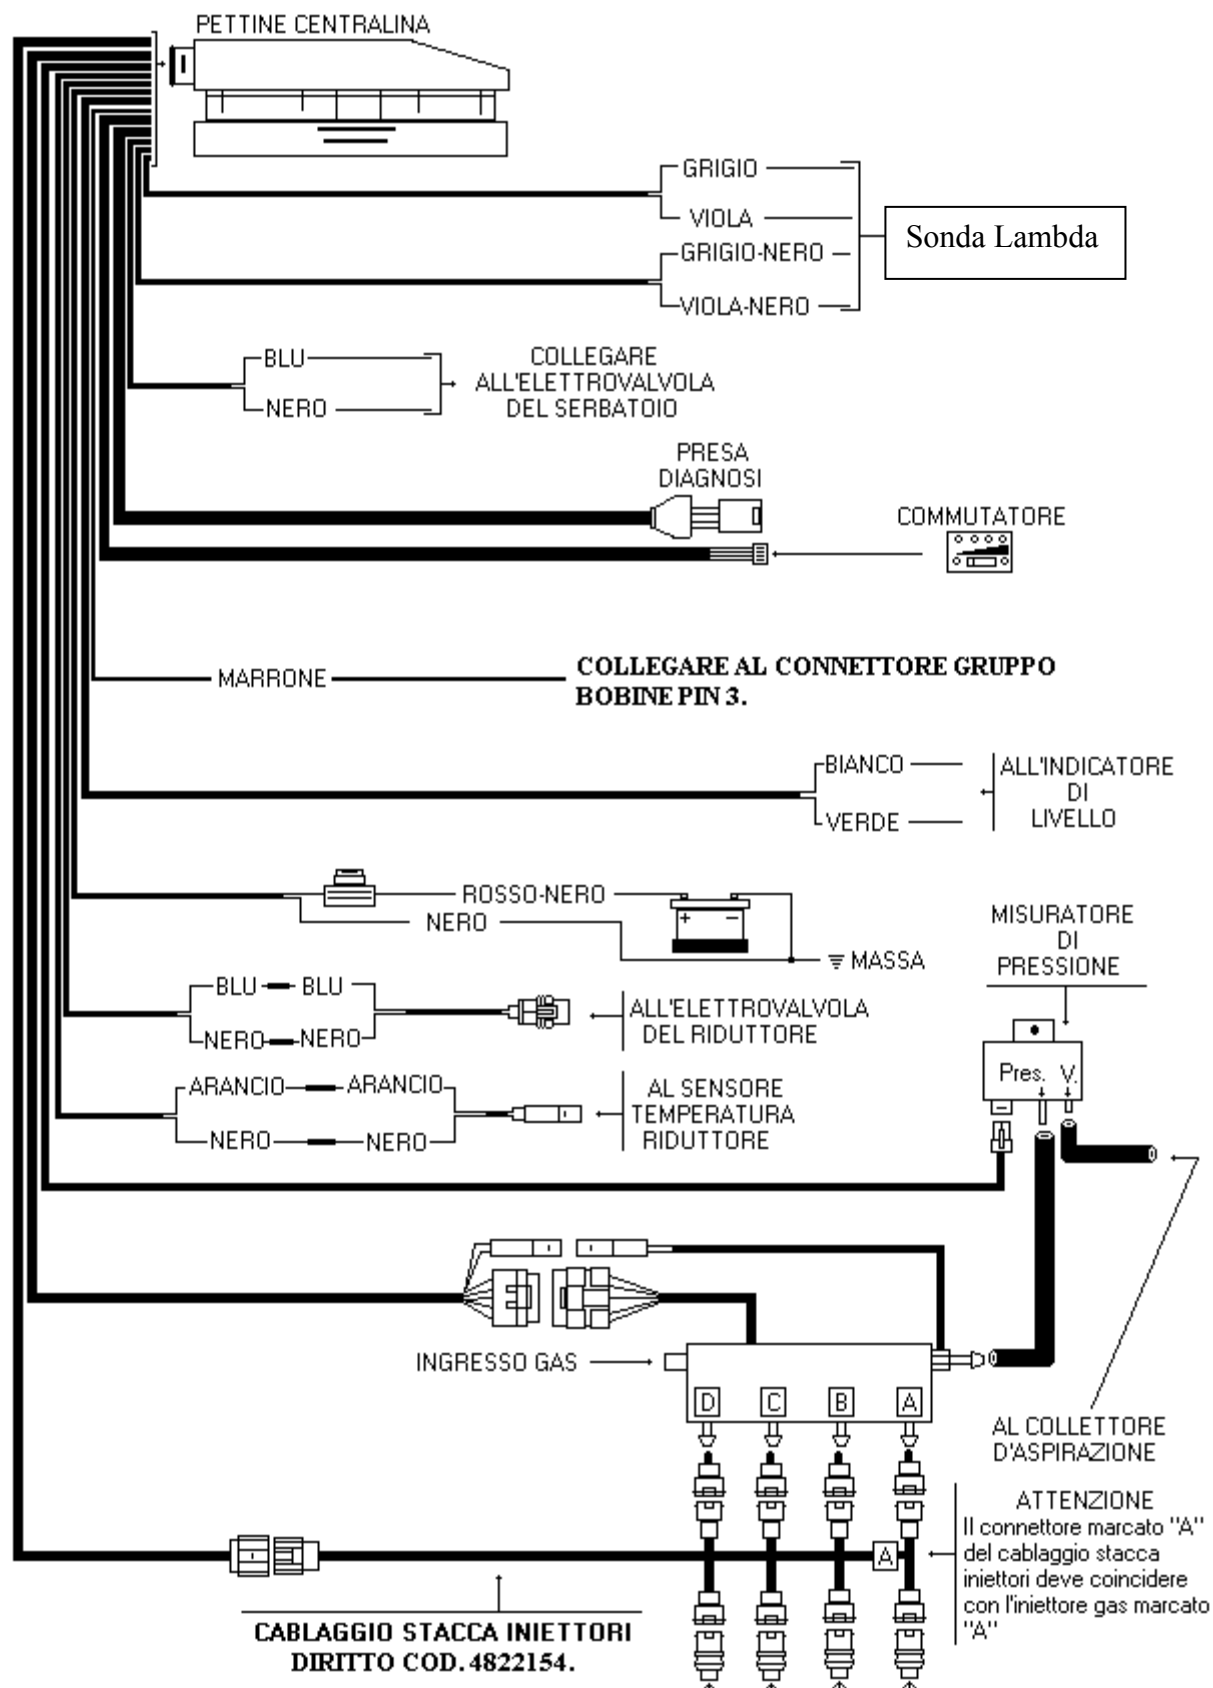 PETTINE CENTRALINA
GRIGIO
VIOLA
GRIGIO-NERO
VIOLA-NERO
Sonda Lambda
BLU
NERO
COLLEGARE
ALL'ELETTROVALVOLA
DEL SERBATOIO
PRESA
DIAGNOSI
COMMUTATORE
MARRONE
COLLEGARE AL CONNETTORE GRUPPO
BOBINE PIN 3.
BIANCO
VERDE
ALL'INDICATORE
DI
LIVELLO
ROSSO-NERO
NERO
+ −
MASSA
MISURATORE
DI
PRESSIONE
BLU BLU
NERO NERO
ALL'ELETTROVALVOLA
DEL RIDUTTORE
Pres. V.
ARANCIO ARANCIO
NERO NERO
AL SENSORE
TEMPERATURA
RIDUTTORE
INGRESSO GAS
D C B A
AL COLLETTORE
D'ASPIRAZIONE
A
ATTENZIONE
Il connettore marcato "A"
del cablaggio stacca
iniettori deve coincidere
con l'iniettore gas marcato
"A"
CABLAGGIO STACCA INIETTORI
DIRITTO COD. 4822154.